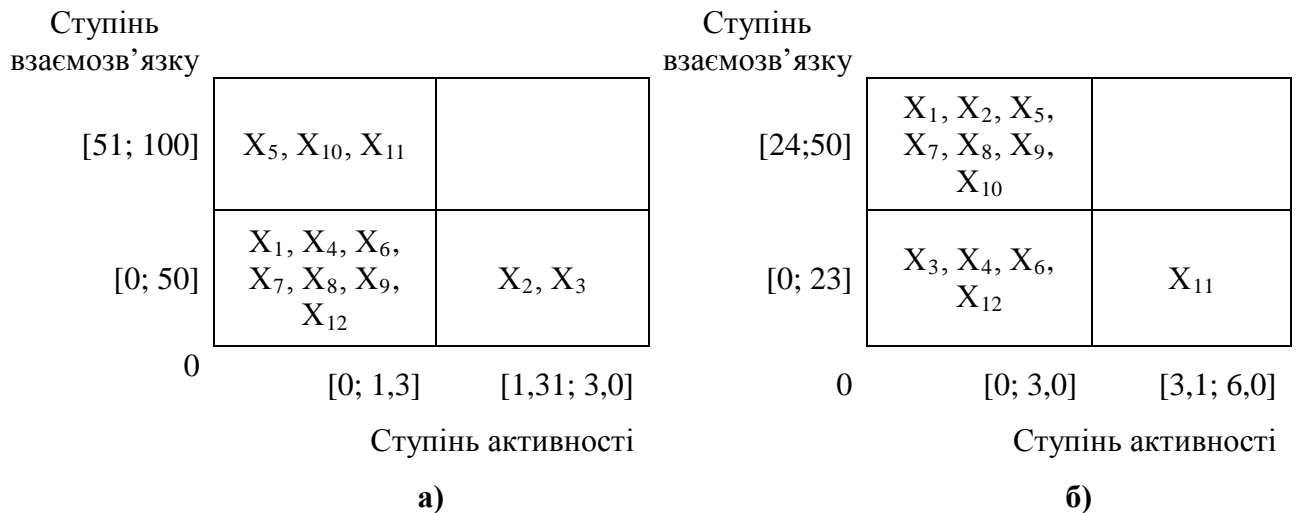 Ступінь
взаємозв’язку
[51; 100]
X₅, X₁₀, X₁₁
[0; 50]
X₁, X₄, X₆,
X₇, X₈, X₉,
X₁₂
X₂, X₃
0
[0; 1,3]
[1,31; 3,0]
Ступінь активності
а)
Ступінь
взаємозв’язку
[24;50]
X₁, X₂, X₅,
X₇, X₈, X₉,
X₁₀
[0; 23]
X₃, X₄, X₆,
X₁₂
X₁₁
0
[0; 3,0]
[3,1; 6,0]
Ступінь активності
б)